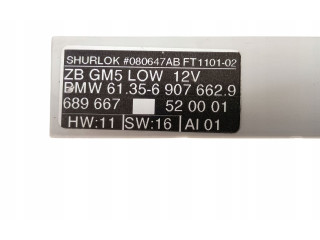 SHURLOK #080647AB FT1101-02
ZB GM5 LOW 12V
BMW 61.35-6 907 662.9
689 667 52 00 01
HW:11 SW:16 AI 01